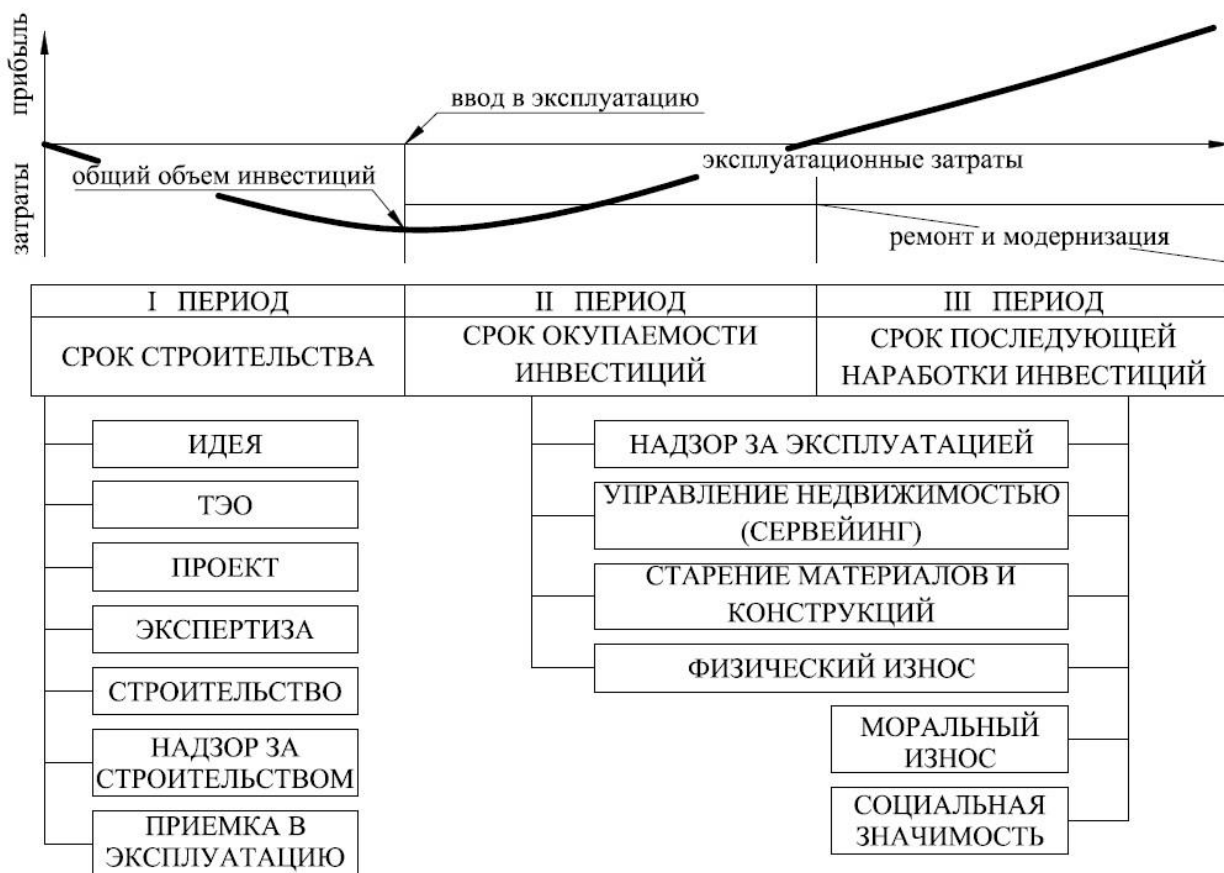 прибыль
затраты
ввод в эксплуатацию
общий объем инвестиций
эксплуатационные затраты
ремонт и модернизация
I ПЕРИОД
II ПЕРИОД
III ПЕРИОД
СРОК СТРОИТЕЛЬСТВА
СРОК ОКУПАЕМОСТИ
ИНВЕСТИЦИЙ
СРОК ПОСЛЕДУЮЩЕЙ
НАРАБОТКИ ИНВЕСТИЦИЙ
ИДЕЯ
ТЭО
ПРОЕКТ
ЭКСПЕРТИЗА
СТРОИТЕЛЬСТВО
НАДЗОР ЗА
СТРОИТЕЛЬСТВОМ
ПРИЕМКА В
ЭКСПЛУАТАЦИЮ
НАДЗОР ЗА ЭКСПЛУАТАЦИЕЙ
УПРАВЛЕНИЕ НЕДВИЖИМОСТЬЮ
(СЕРВЕЙИНГ)
СТАРЕНИЕ МАТЕРИАЛОВ И
КОНСТРУКЦИЙ
ФИЗИЧЕСКИЙ ИЗНОС
МОРАЛЬНЫЙ
ИЗНОС
СОЦИАЛЬНАЯ
ЗНАЧИМОСТЬ